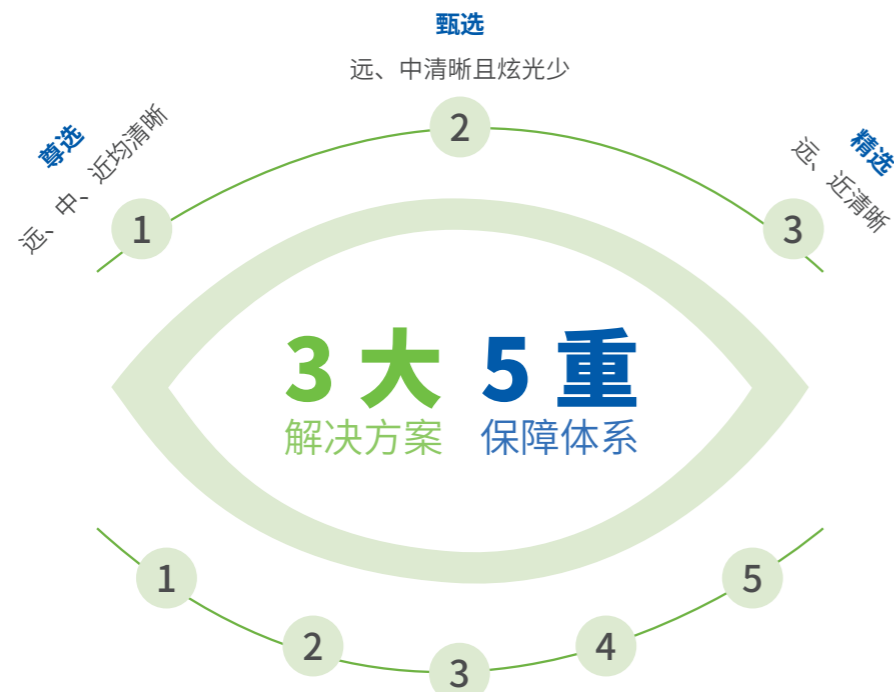 甄选
远、中清晰且炫光少
尊选
远、中、近均清晰
精选
远、近清晰
1
2
3
3大 5重
解决方案 保障体系
1
2
3
4
5